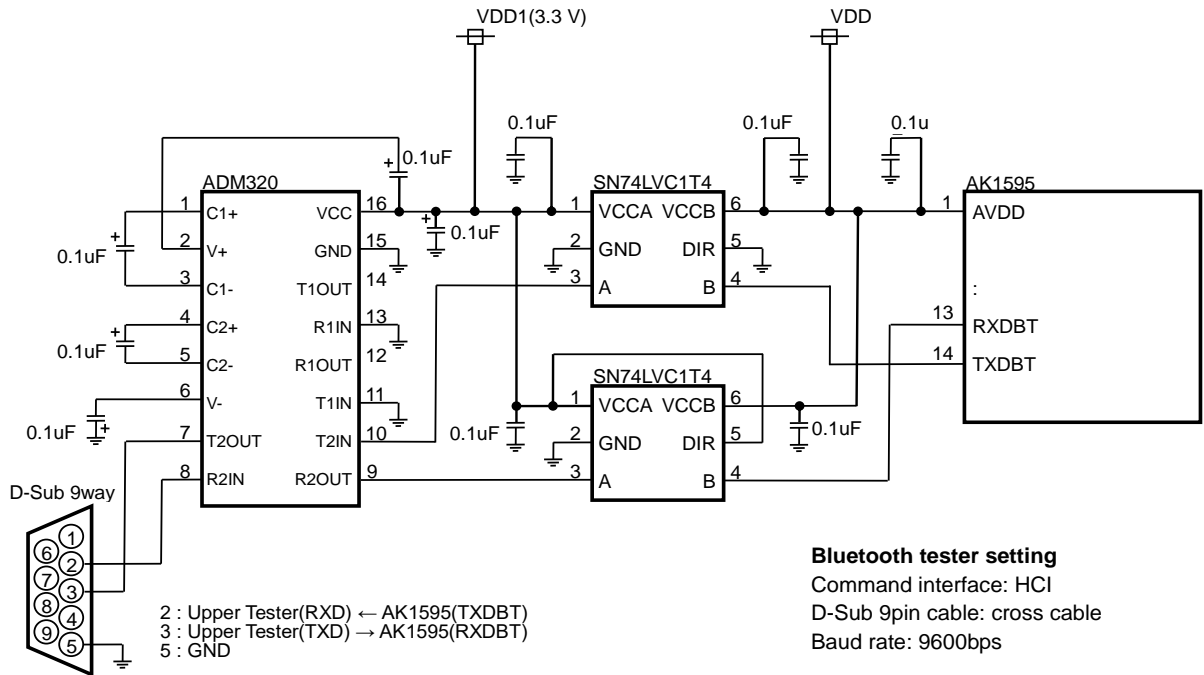 VDD1(3.3 V)
VDD
0.1uF
0.1uF
0.1u
+
0.1uF
ADM320
SN74LVC1T4
AK1595
1 C1+ VCC 16
+
0.1uF
1 VCCA VCCB 6
1 AVDD
+
0.1uF
2 V+ GND 15
2 GND DIR 5
3 C1- T1OUT 14
3 A B 4
:
+
0.1uF
4 C2+ R1IN 13
13 RXDBT
5 C2- R1OUT 12
14 TXDBT
SN74LVC1T4
6 V- T1IN 11
1 VCCA VCCB 6
0.1uF
+
0.1uF
0.1uF
7 T2OUT T2IN 10
2 GND DIR 5
8 R2IN R2OUT 9
3 A B 4
D-Sub 9way
1
6
2
7
3
8
4
9
5
2 : Upper Tester(RXD) ← AK1595(TXDBT)
3 : Upper Tester(TXD) → AK1595(RXDBT)
5 : GND
Bluetooth tester setting
Command interface: HCI
D-Sub 9pin cable: cross cable
Baud rate: 9600bps